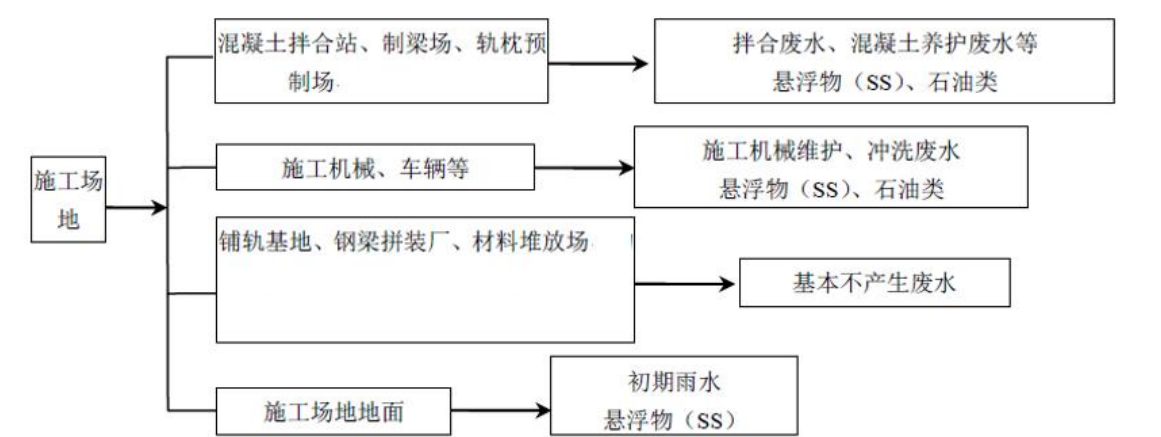 混凝土拌合站、制梁场、轨枕预
制场
拌合废水、混凝土养护废水等
悬浮物（SS）、石油类
施工机械、车辆等
施工机械维护、冲洗废水
悬浮物（SS）、石油类
施工场
地
铺轨基地、钢梁拼装厂、材料堆放场
基本不产生废水
施工场地地面
初期雨水
悬浮物（SS）